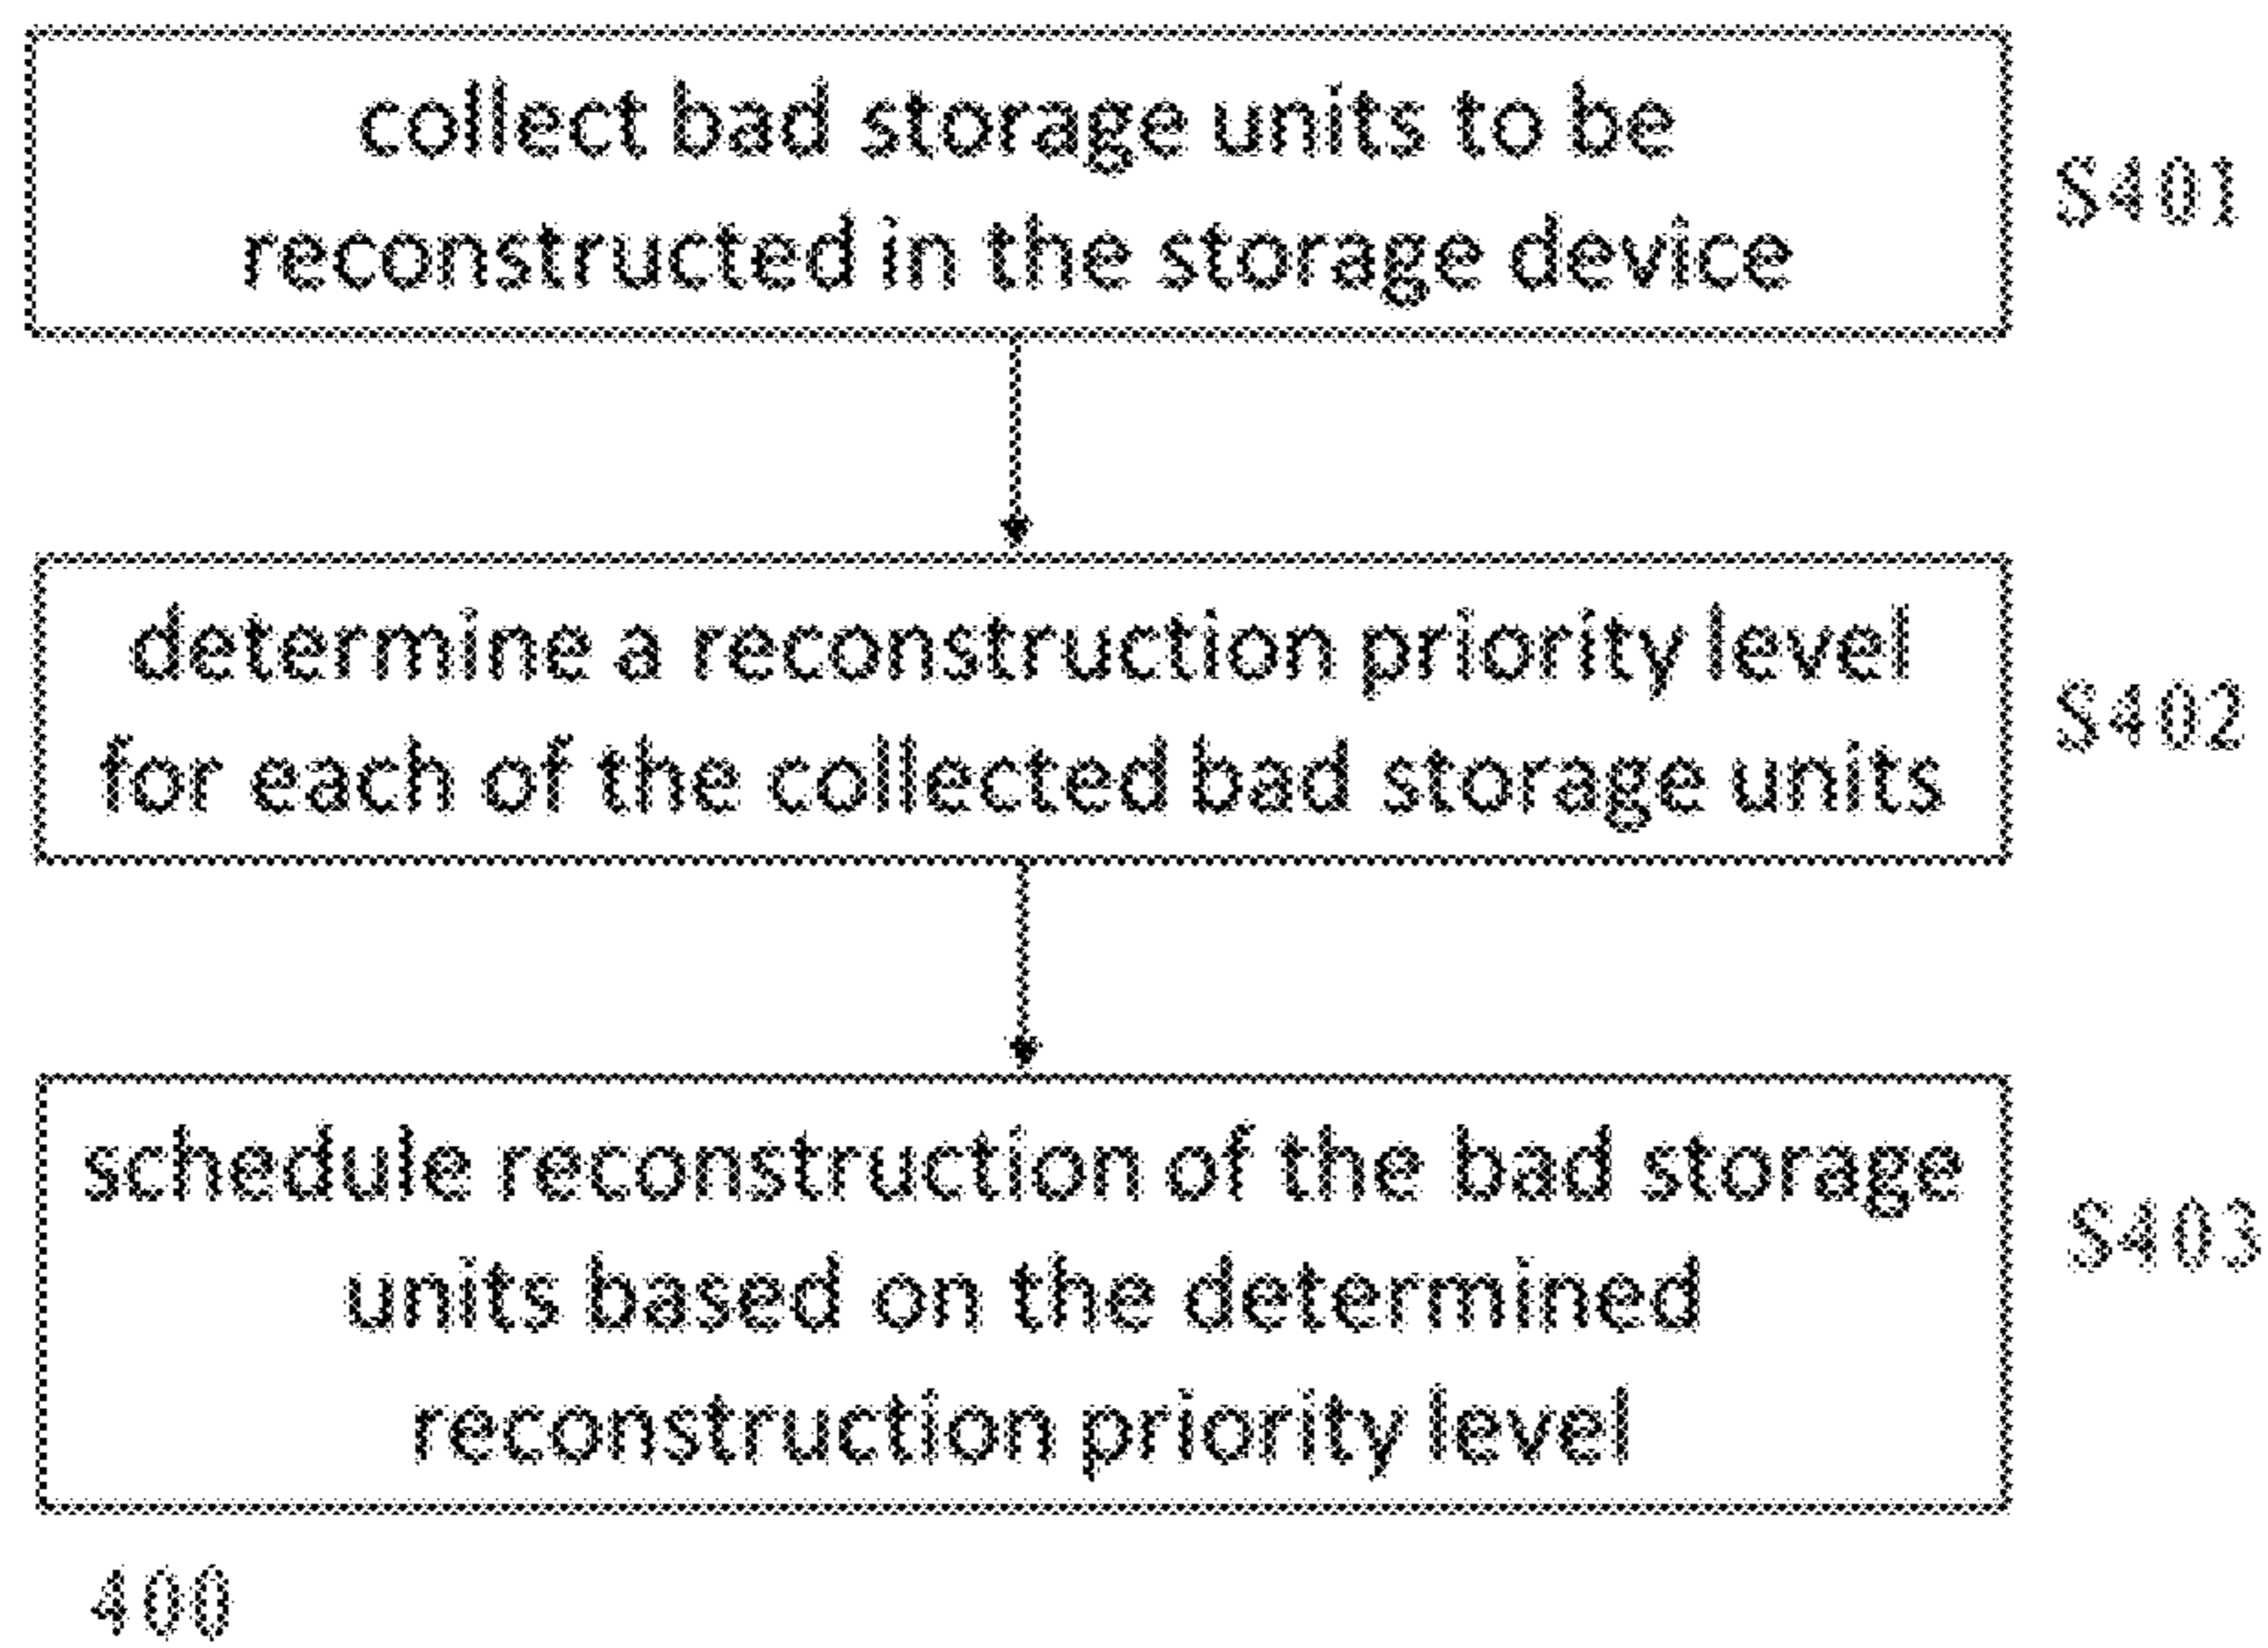 collect bad storage units to be
reconstructed in the storage device
S401
determine a reconstruction priority level
for each of the collected bad storage units
S402
schedule reconstruction of the bad storage
units based on the determined
reconstruction priority level
S403
400